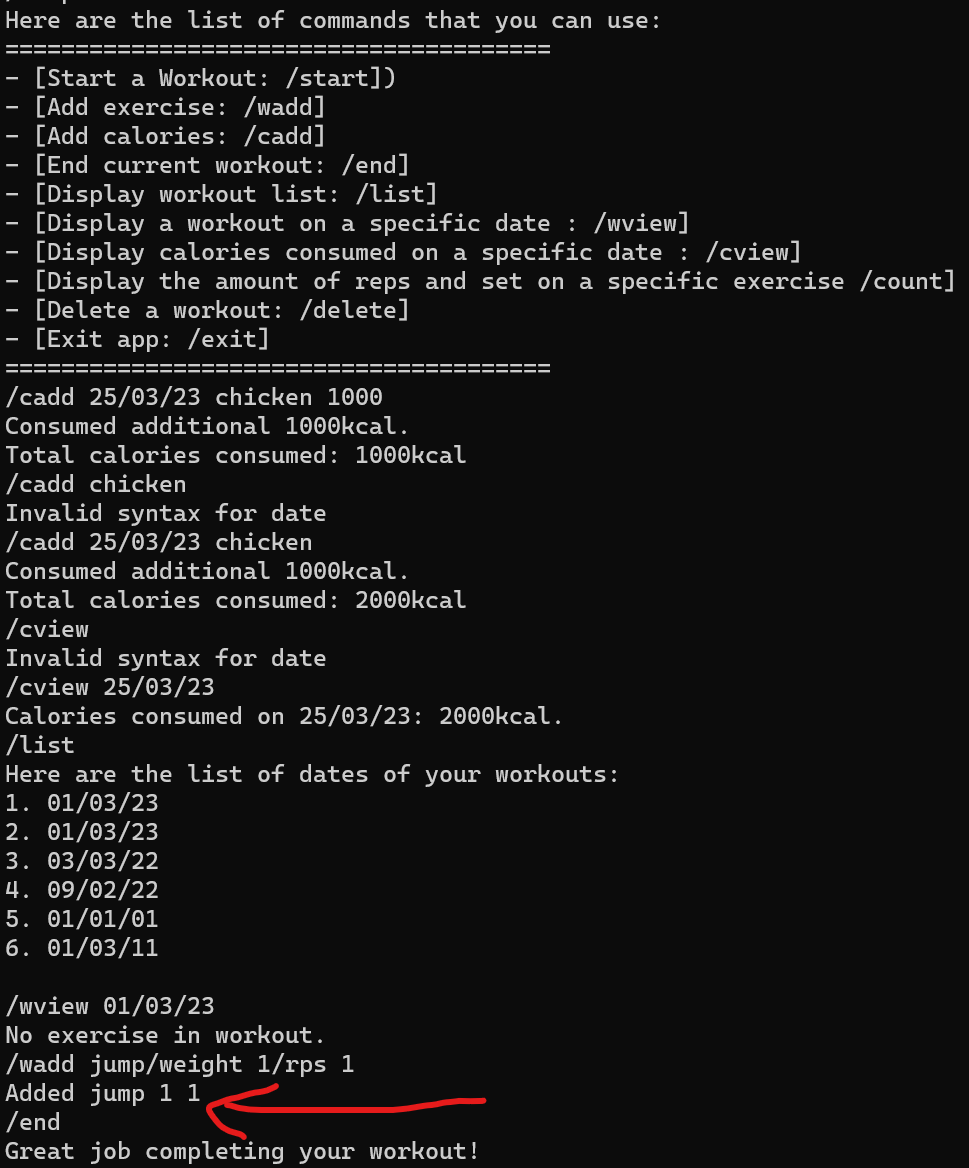 Here are the list of commands that you can use:
=======================================
- [Start a Workout: /start])
- [Add exercise: /wadd]
- [Add calories: /cadd]
- [End current workout: /end]
- [Display workout list: /list]
- [Display a workout on a specific date : /wview]
- [Display calories consumed on a specific date : /cview]
- [Display the amount of reps and set on a specific exercise /count]
- [Delete a workout: /delete]
- [Exit app: /exit]
=======================================
/cadd 25/03/23 chicken 1000
Consumed additional 1000kcal.
Total calories consumed: 1000kcal
/cadd chicken
Invalid syntax for date
/cadd 25/03/23 chicken
Consumed additional 1000kcal.
Total calories consumed: 2000kcal
/cview
Invalid syntax for date
/cview 25/03/23
Calories consumed on 25/03/23: 2000kcal.
/list
Here are the list of dates of your workouts:
1. 01/03/23
2. 01/03/23
3. 03/03/22
4. 09/02/22
5. 01/01/01
6. 01/03/11
/wview 01/03/23
No exercise in workout.
/wadd jump/weight 1/rps 1
Added jump 1 1
/end
Great job completing your workout!